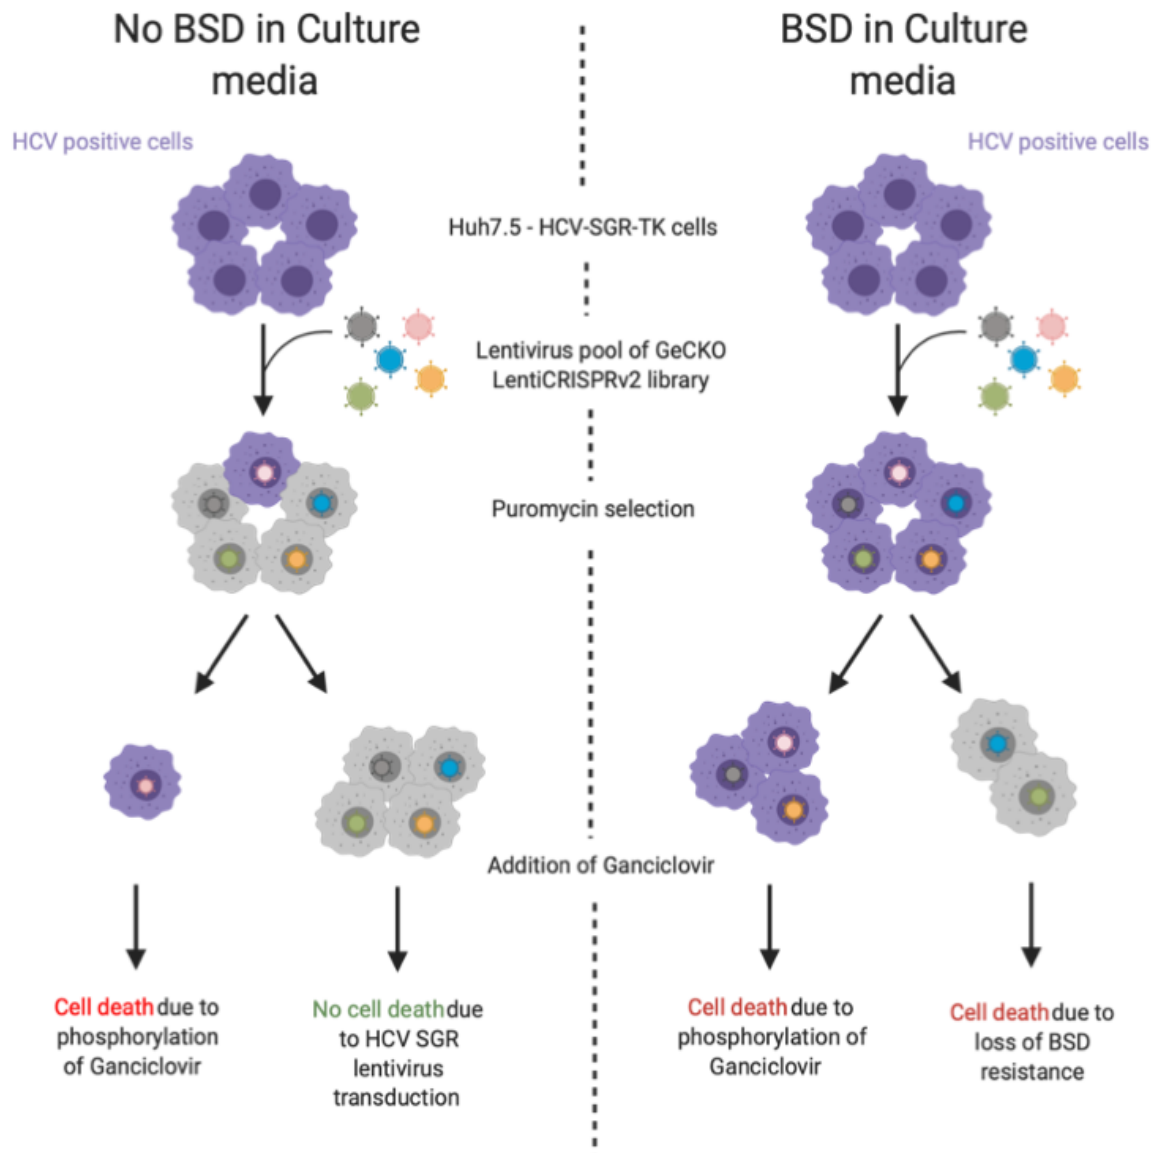 No BSD in Culture
media
BSD in Culture
media
HCV positive cells
HCV positive cells
Huh7.5 - HCV-SGR-TK cells
Lentivirus pool of GeCKO
LentiCRISPRv2 library
Puromycin selection
Addition of Ganciclovir
Cell death due to
phosphorylation
of Ganciclovir
No cell death due
to HCV SGR
lentivirus
transduction
Cell death due to
phosphorylation of
Ganciclovir
Cell death due to
loss of BSD
resistance